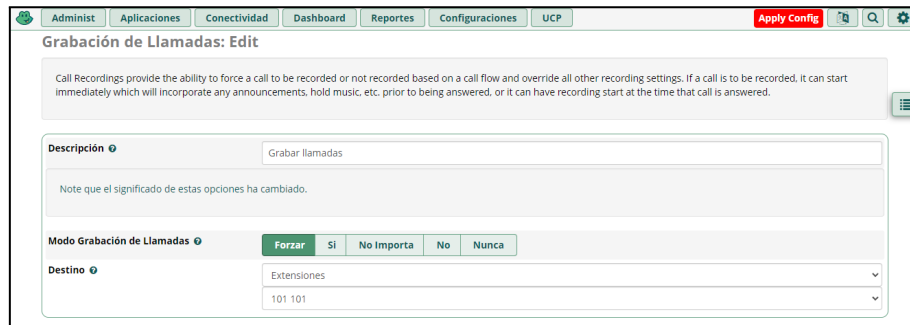 Administ Aplicaciones Conectividad Dashboard Reportes Configuraciones UCP Apply Config
Grabación de Llamadas: Edit
Call Recordings provide the ability to force a call to be recorded or not recorded based on a call flow and override all other recording settings. If a call is to be recorded, it can start
immediately which will incorporate any announcements, hold music, etc. prior to being answered, or it can have recording start at the time that call is answered.
Descripción
Grabar llamadas
Note que el significado de estas opciones ha cambiado.
Modo Grabación de Llamadas
Forzar Si No Importa No Nunca
Destino
Extensiones
101 101